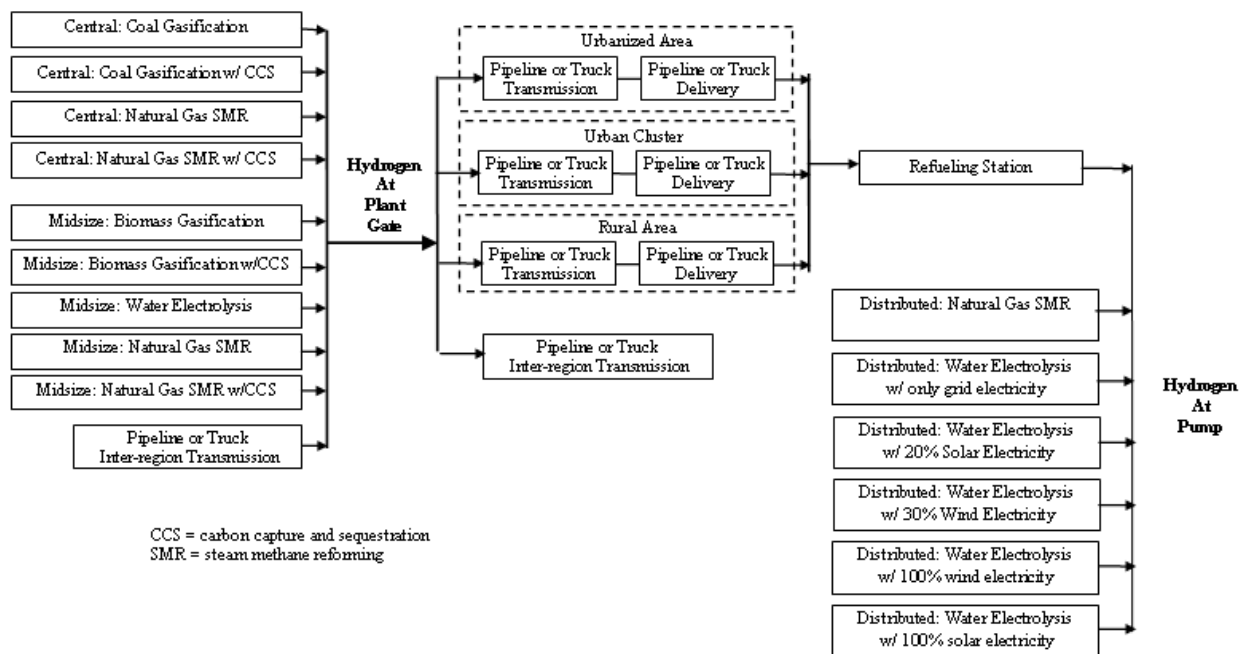 Central: Coal Gasification
Central: Coal Gasification w/ CCS
Central: Natural Gas SMR
Central: Natural Gas SMR w/ CCS
Midsize: Biomass Gasification
Midsize: Biomass Gasification w/CCS
Midsize: Water Electrolysis
Midsize: Natural Gas SMR
Midsize: Natural Gas SMR w/CCS
Pipeline or Truck
Inter-region Transmission
CCS = carbon capture and sequestration
SMR = steam methane reforming
Hydrogen
At
Plant
Gate
Urbanized Area
Pipeline or Truck
Transmission
Pipeline or Truck
Delivery
Urban Cluster
Pipeline or Truck
Transmission
Pipeline or Truck
Delivery
Rural Area
Pipeline or Truck
Transmission
Pipeline or Truck
Delivery
Pipeline or Truck
Inter-region Transmission
Refueling Station
Distributed: Natural Gas SMR
Distributed: Water Electrolysis
w/ only grid electricity
Distributed: Water Electrolysis
w/ 20% Solar Electricity
Distributed: Water Electrolysis
w/ 30% Wind Electricity
Distributed: Water Electrolysis
w/ 100% wind electricity
Distributed: Water Electrolysis
w/ 100% solar electricity
Hydrogen
At
Pump